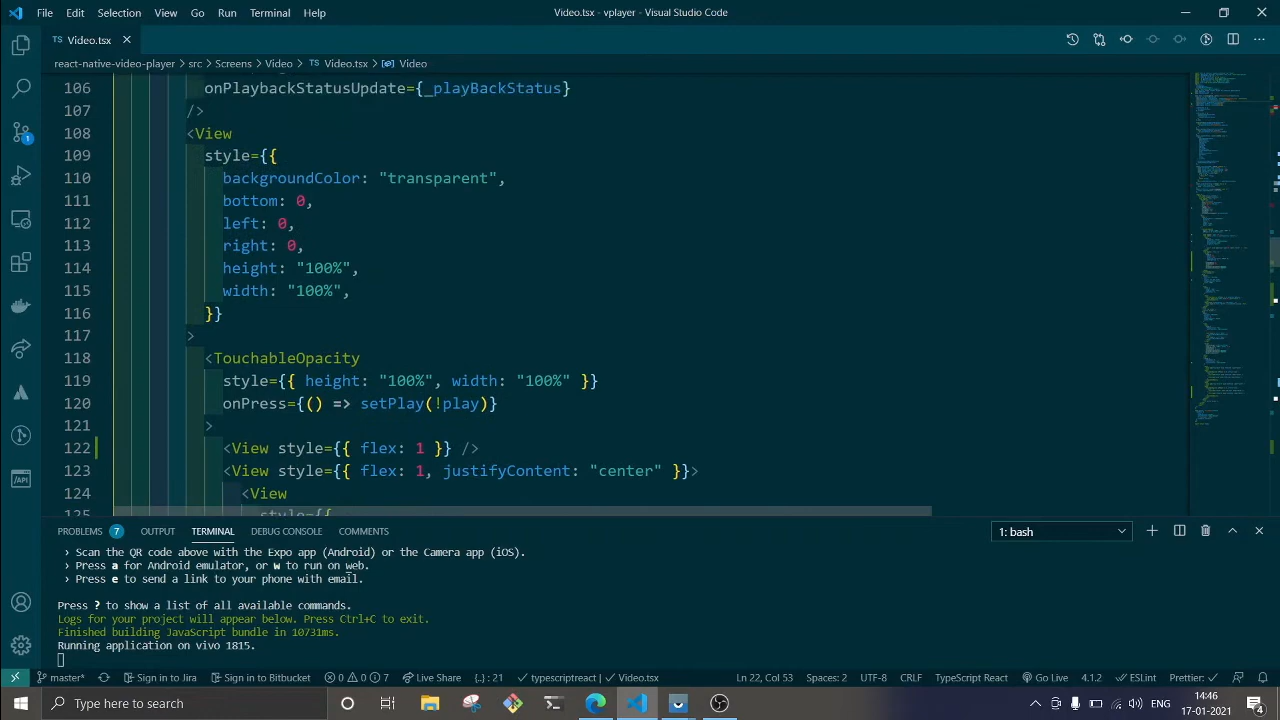 File Edit Selection View Go Run Terminal Help
Video.tsx - vplayer - Visual Studio Code
TS Video.tsx
react-native-video-player > src > Screens > Video > TS Video.tsx > Video
106 onPlaybackStatusUpdate={_playBackStatus}
107 />
108 <View
109 style={{
110 backgroundColor: "transparent",
111 bottom: 0,
112 left: 0,
113 right: 0,
114 height: "100%",
115 width: "100%",
116 }}
117 >
118 <TouchableOpacity
119 style={{ height: "100%", width: "100%" }}
120 onPress={() => setPlay(!play)}
121 >
122 <View style={{ flex: 1 }} />
123 <View style={{ flex: 1, justifyContent: "center" }}>
124 <View
125 style={{
1
API
PROBLEMS 7 OUTPUT TERMINAL DEBUG CONSOLE COMMENTS 1: bash
› Scan the QR code above with the Expo app (Android) or the Camera app (iOS).
› Press a for Android emulator, or w to run on web.
› Press e to send a link to your phone with email.
Press ? to show a list of all available commands.
Logs for your project will appear below. Press Ctrl+C to exit.
Finished building JavaScript bundle in 10731ms.
Running application on vivo 1815.
master* Sign in to Jira Sign in to Bitbucket 0 0 7 Live Share {..}: 21 typescriptreact | Video.tsx Ln 22, Col 53 Spaces: 2 UTF-8 CRLF TypeScript React Go Live 4.1.2 ESLint Prettier:
Type here to search ENG 14:46
17-01-2021